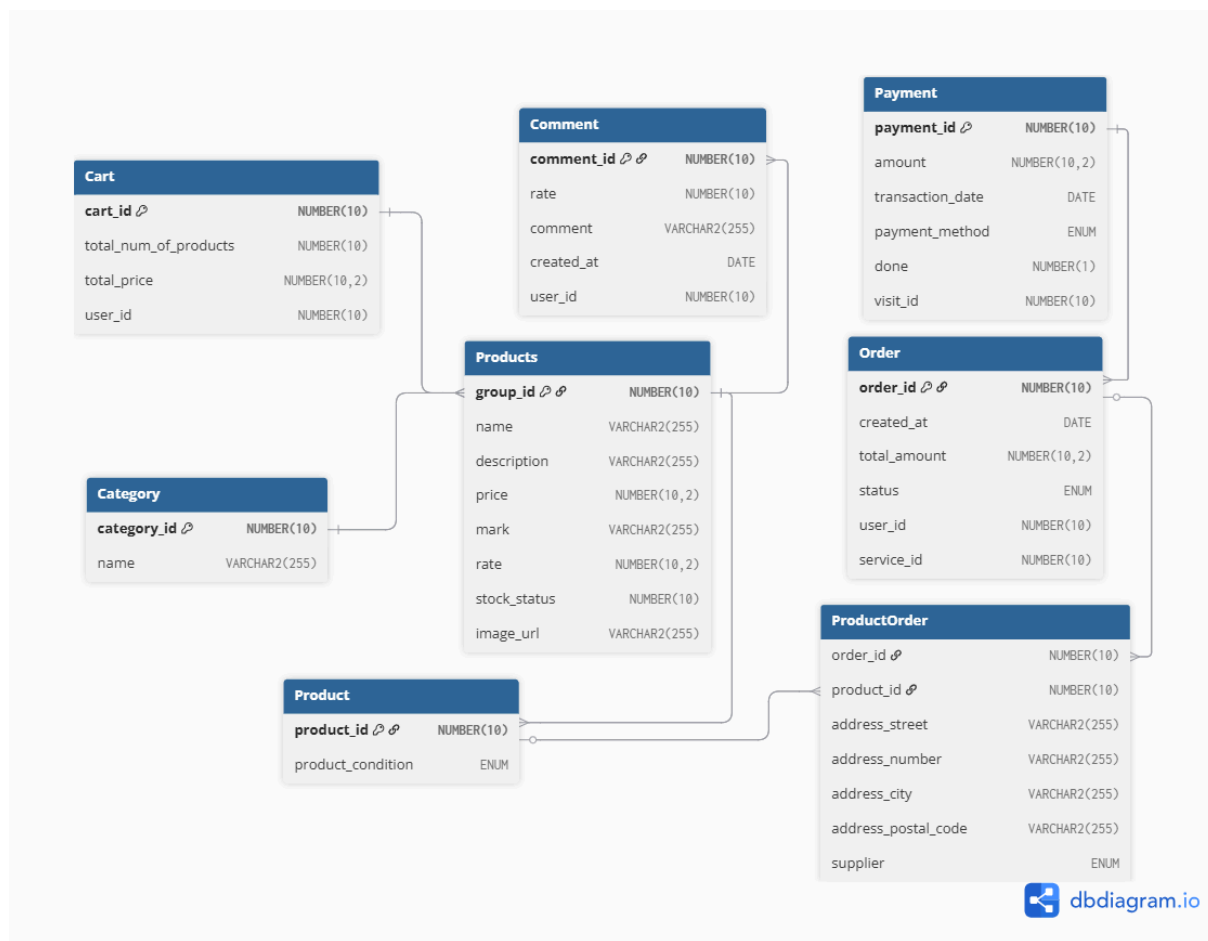 Payment
payment_id NUMBER(10)
amount NUMBER(10,2)
transaction_date DATE
payment_method ENUM
done NUMBER(1)
visit_id NUMBER(10)
Comment
comment_id NUMBER(10)
rate NUMBER(10)
comment VARCHAR2(255)
created_at DATE
user_id NUMBER(10)
Cart
cart_id NUMBER(10)
total_num_of_products NUMBER(10)
total_price NUMBER(10,2)
user_id NUMBER(10)
Products
group_id NUMBER(10)
name VARCHAR2(255)
description VARCHAR2(255)
price NUMBER(10,2)
mark VARCHAR2(255)
rate NUMBER(10,2)
stock_status NUMBER(10)
image_url VARCHAR2(255)
Order
order_id NUMBER(10)
created_at DATE
total_amount NUMBER(10,2)
status ENUM
user_id NUMBER(10)
service_id NUMBER(10)
Category
category_id NUMBER(10)
name VARCHAR2(255)
ProductOrder
order_id NUMBER(10)
product_id NUMBER(10)
address_street VARCHAR2(255)
address_number VARCHAR2(255)
address_city VARCHAR2(255)
address_postal_code VARCHAR2(255)
supplier ENUM
Product
product_id NUMBER(10)
product_condition ENUM
dbdiagram.io